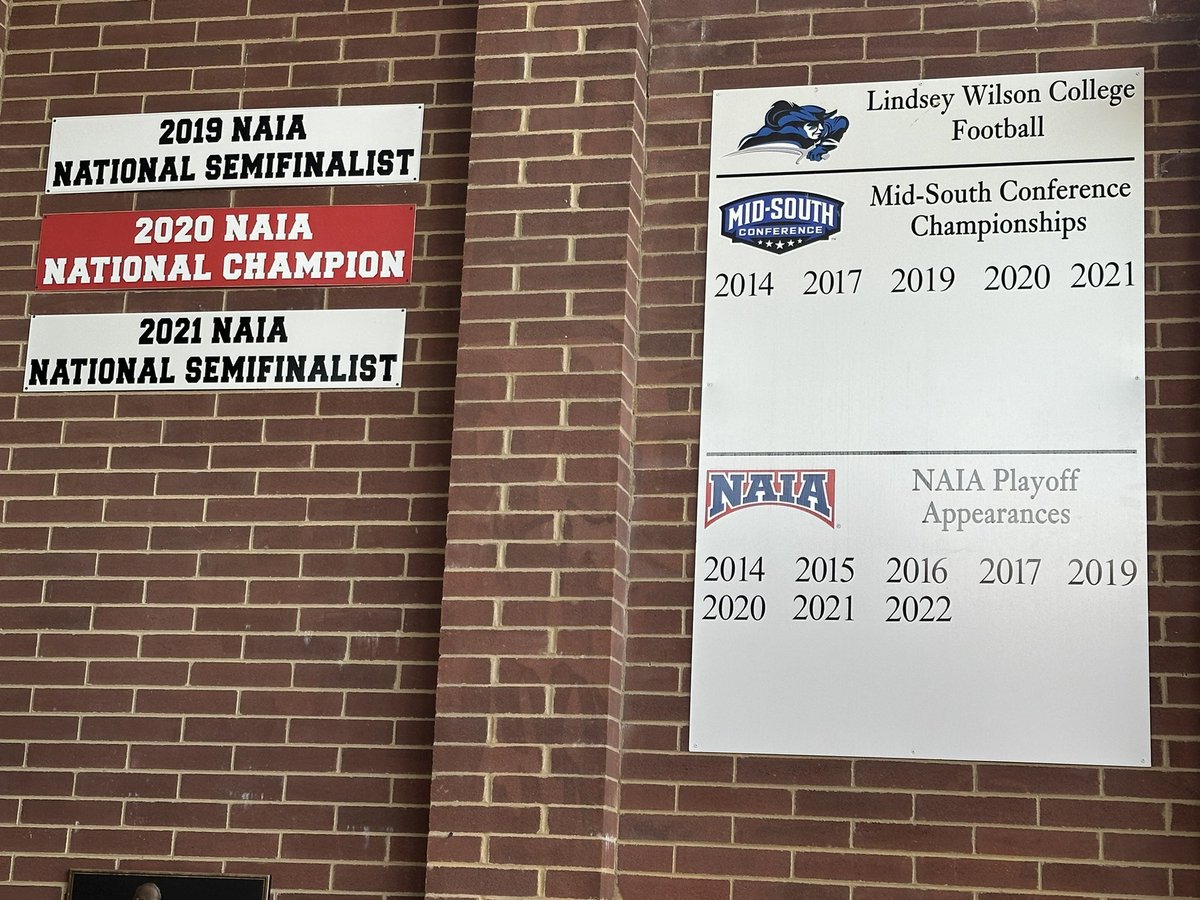 2019 NAIA
NATIONAL SEMIFINALIST
2020 NAIA
NATIONAL CHAMPION
2021 NAIA
NATIONAL SEMIFINALIST
Lindsey Wilson College
Football
MID-SOUTH
CONFERENCE
Mid-South Conference
Championships
2014 2017 2019 2020 2021
NAIA
NAIA Playoff
Appearances
2014 2015 2016 2017 2019
2020 2021 2022